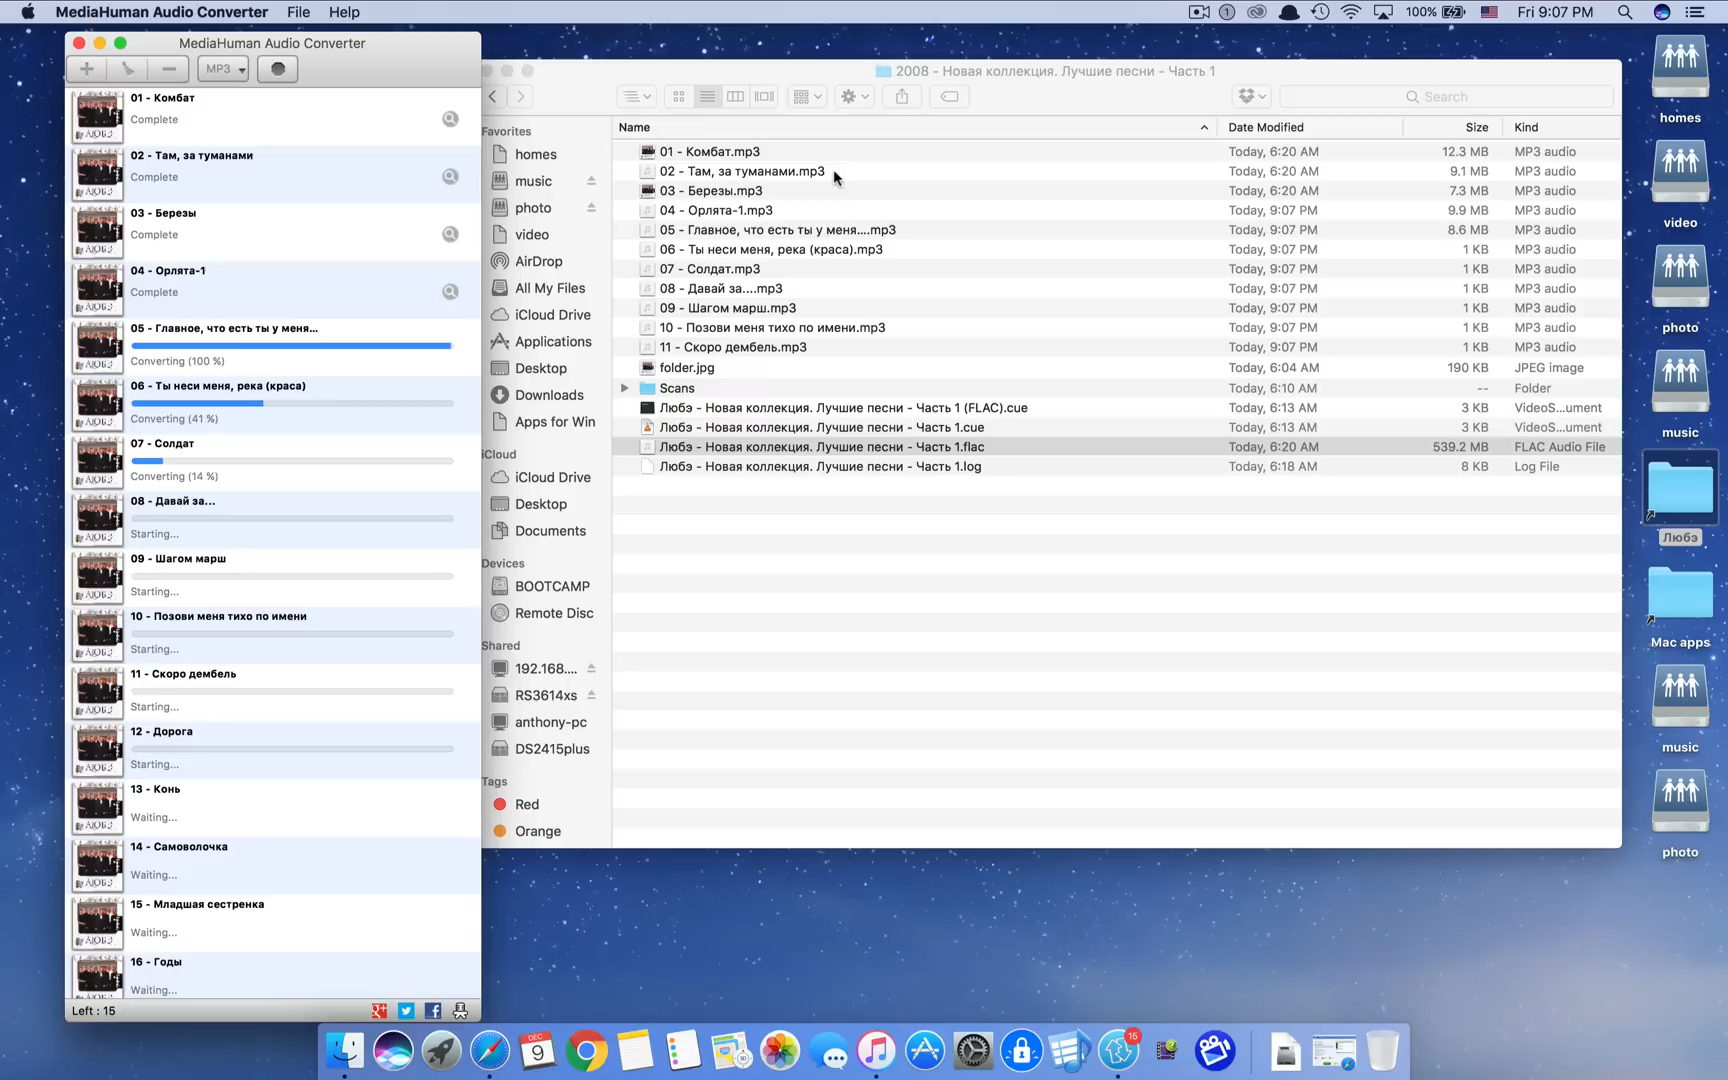 MediaHuman Audio Converter File Help
1 100% Fri 9:07 PM
MediaHuman Audio Converter
MP3
01 - Комбат
Complete
02 - Там, за туманами
Complete
03 - Березы
Complete
04 - Орлята-1
Complete
05 - Главное, что есть ты у меня...
Converting (100 %)
06 - Ты неси меня, река (краса)
Converting (41 %)
07 - Солдат
Converting (14 %)
08 - Давай за...
Starting...
09 - Шагом марш
Starting...
10 - Позови меня тихо по имени
Starting...
11 - Скоро дембель
Starting...
12 - Дорога
Starting...
13 - Конь
Waiting...
14 - Самоволочка
Waiting...
15 - Младшая сестренка
Waiting...
16 - Годы
Waiting...
Left : 15
2008 - Новая коллекция. Лучшие песни - Часть 1
Search
Favorites
homes
music
photo
video
AirDrop
All My Files
iCloud Drive
Applications
Desktop
Downloads
Apps for Win
iCloud
iCloud Drive
Desktop
Documents
Devices
BOOTCAMP
Remote Disc
Shared
192.168....
RS3614xs
anthony-pc
DS2415plus
Tags
Red
Orange
Name Date Modified Size Kind
01 - Комбат.mp3 Today, 6:20 AM 12.3 MB MP3 audio
02 - Там, за туманами.mp3 Today, 6:20 AM 9.1 MB MP3 audio
03 - Березы.mp3 Today, 6:20 AM 7.3 MB MP3 audio
04 - Орлята-1.mp3 Today, 9:07 PM 9.9 MB MP3 audio
05 - Главное, что есть ты у меня....mp3 Today, 9:07 PM 8.6 MB MP3 audio
06 - Ты неси меня, река (краса).mp3 Today, 9:07 PM 1 KB MP3 audio
07 - Солдат.mp3 Today, 9:07 PM 1 KB MP3 audio
08 - Давай за....mp3 Today, 9:07 PM 1 KB MP3 audio
09 - Шагом марш.mp3 Today, 9:07 PM 1 KB MP3 audio
10 - Позови меня тихо по имени.mp3 Today, 9:07 PM 1 KB MP3 audio
11 - Скоро дембель.mp3 Today, 9:07 PM 1 KB MP3 audio
folder.jpg Today, 6:04 AM 190 KB JPEG image
Scans Today, 6:10 AM -- Folder
Любэ - Новая коллекция. Лучшие песни - Часть 1 (FLAC).cue Today, 6:13 AM 3 KB VideoS...ument
Любэ - Новая коллекция. Лучшие песни - Часть 1.cue Today, 6:13 AM 3 KB VideoS...ument
Любэ - Новая коллекция. Лучшие песни - Часть 1.flac Today, 6:20 AM 539.2 MB FLAC Audio File
Любэ - Новая коллекция. Лучшие песни - Часть 1.log Today, 6:18 AM 8 KB Log File
homes
video
photo
music
Любэ
Mac apps
music
photo
DEC
9
15